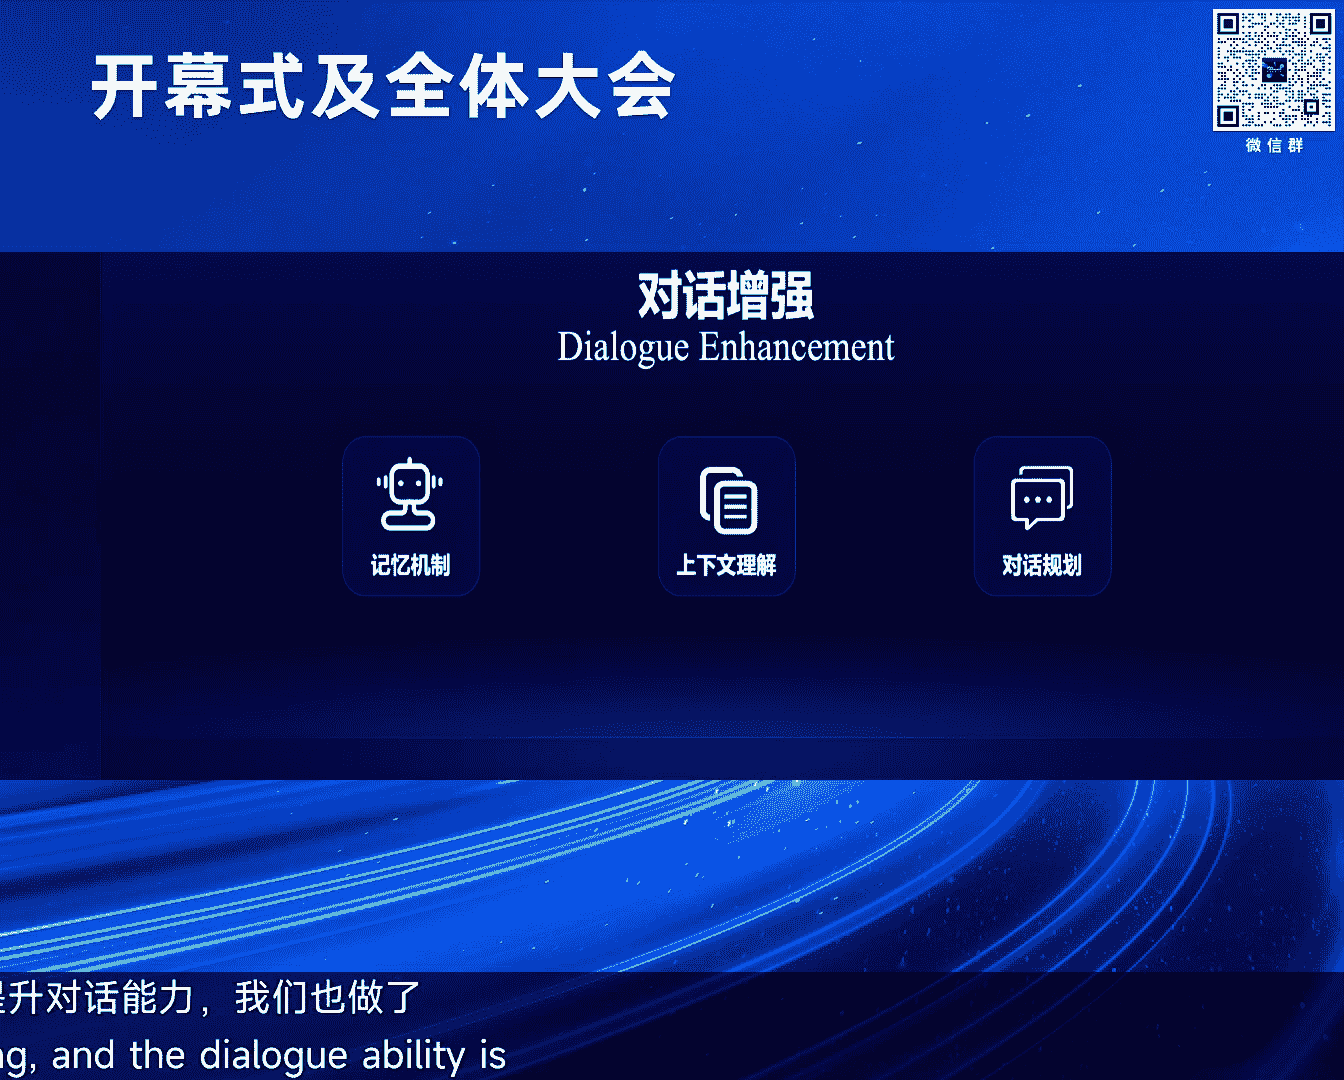 开幕式及全体大会
微信群
对话增强
Dialogue Enhancement
记忆机制
上下文理解
对话规划
升对话能力，我们也做了
and the dialogue ability is